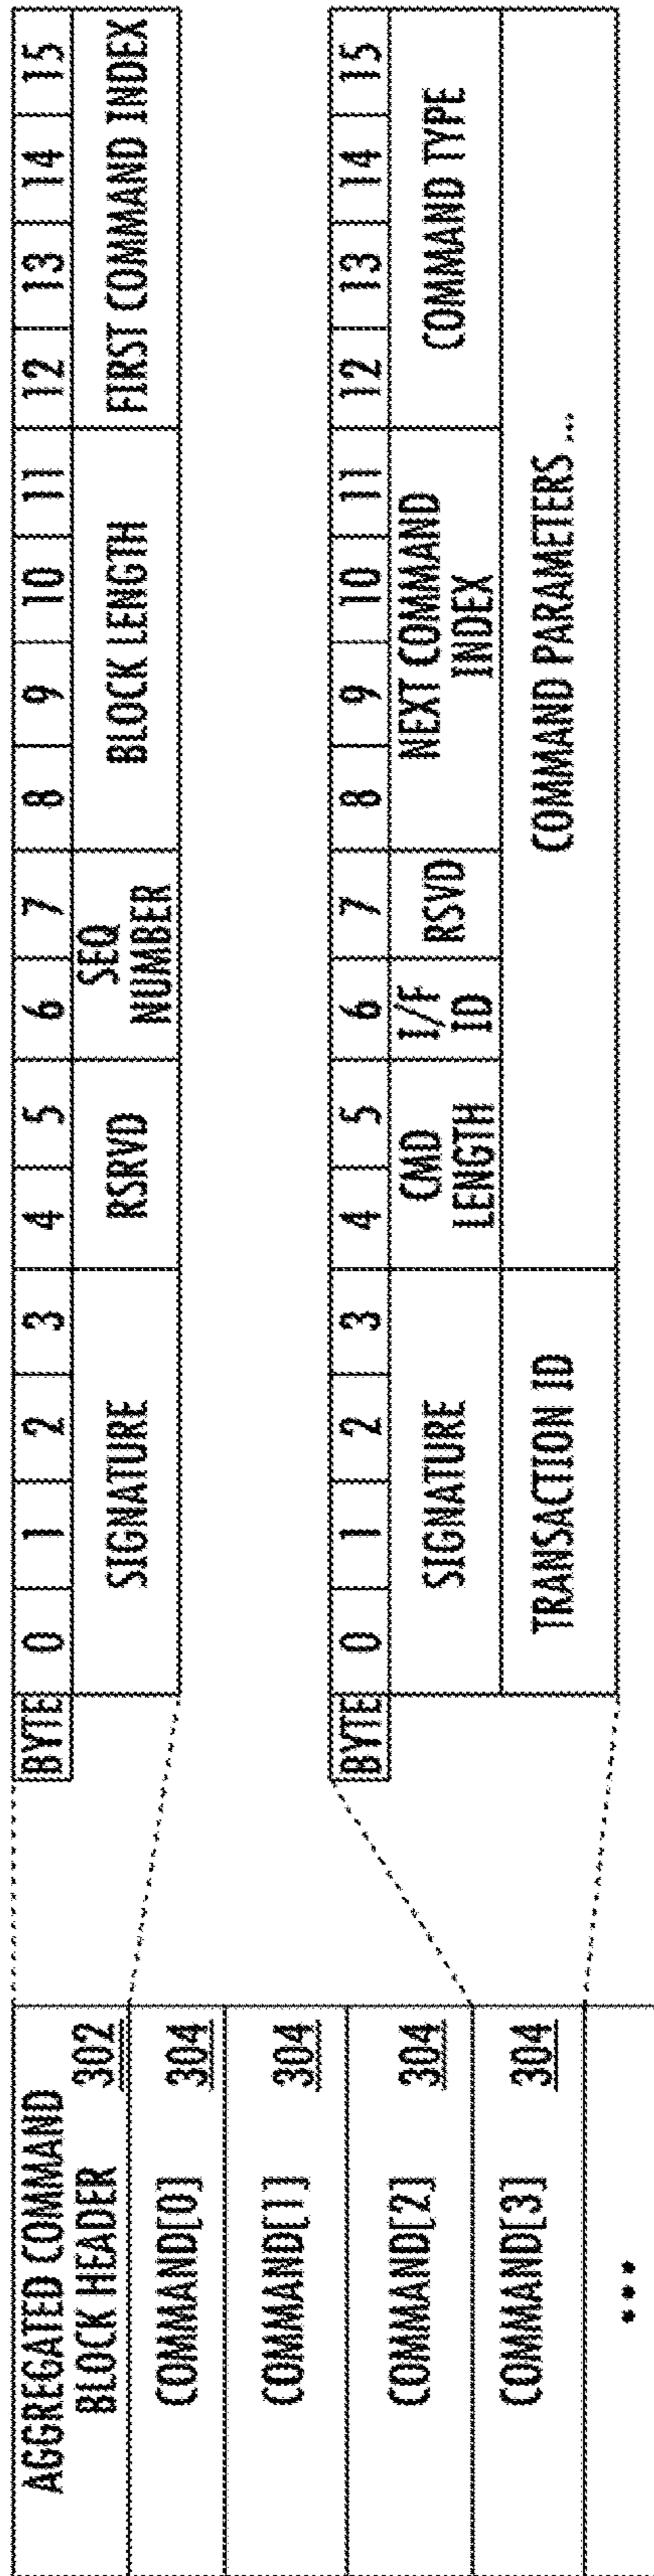 AGGREGATED COMMAND
BLOCK HEADER 302
COMMAND[0] 304
COMMAND[1] 304
COMMAND[2] 304
COMMAND[3] 304
•••
BYTE 0 1 2 3 4 5 6 7 8 9 10 11 12 13 14 15
SIGNATURE
RSRVD
SEQ
NUMBER
BLOCK LENGTH
FIRST COMMAND INDEX
BYTE 0 1 2 3 4 5 6 7 8 9 10 11 12 13 14 15
SIGNATURE
CMD
LENGTH
I/F
ID
RSVD
NEXT COMMAND
INDEX
COMMAND TYPE
TRANSACTION ID
COMMAND PARAMETERS...